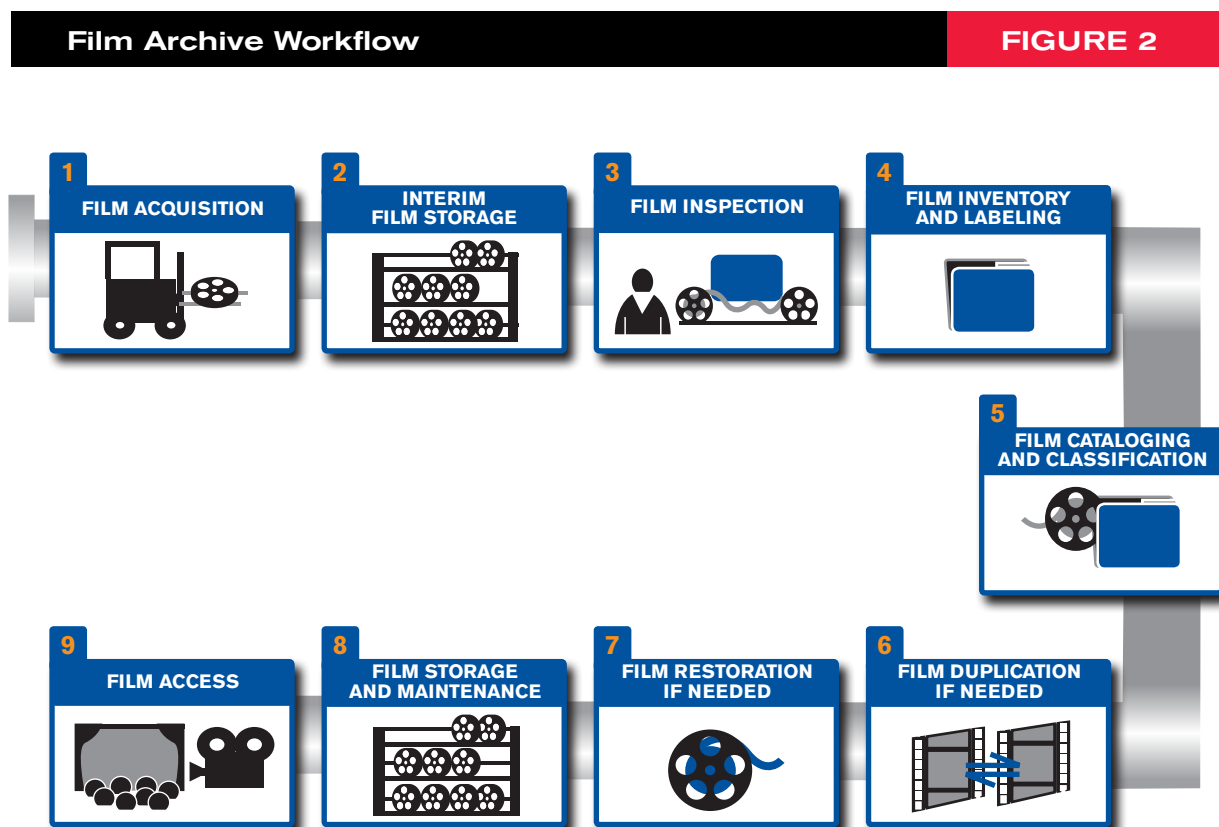 Film Archive Workflow
FIGURE 2
1
FILM ACQUISITION
2
INTERIM
FILM STORAGE
3
FILM INSPECTION
4
FILM INVENTORY
AND LABELING
5
FILM CATALOGING
AND CLASSIFICATION
6
FILM DUPLICATION
IF NEEDED
7
FILM RESTORATION
IF NEEDED
8
FILM STORAGE
AND MAINTENANCE
9
FILM ACCESS